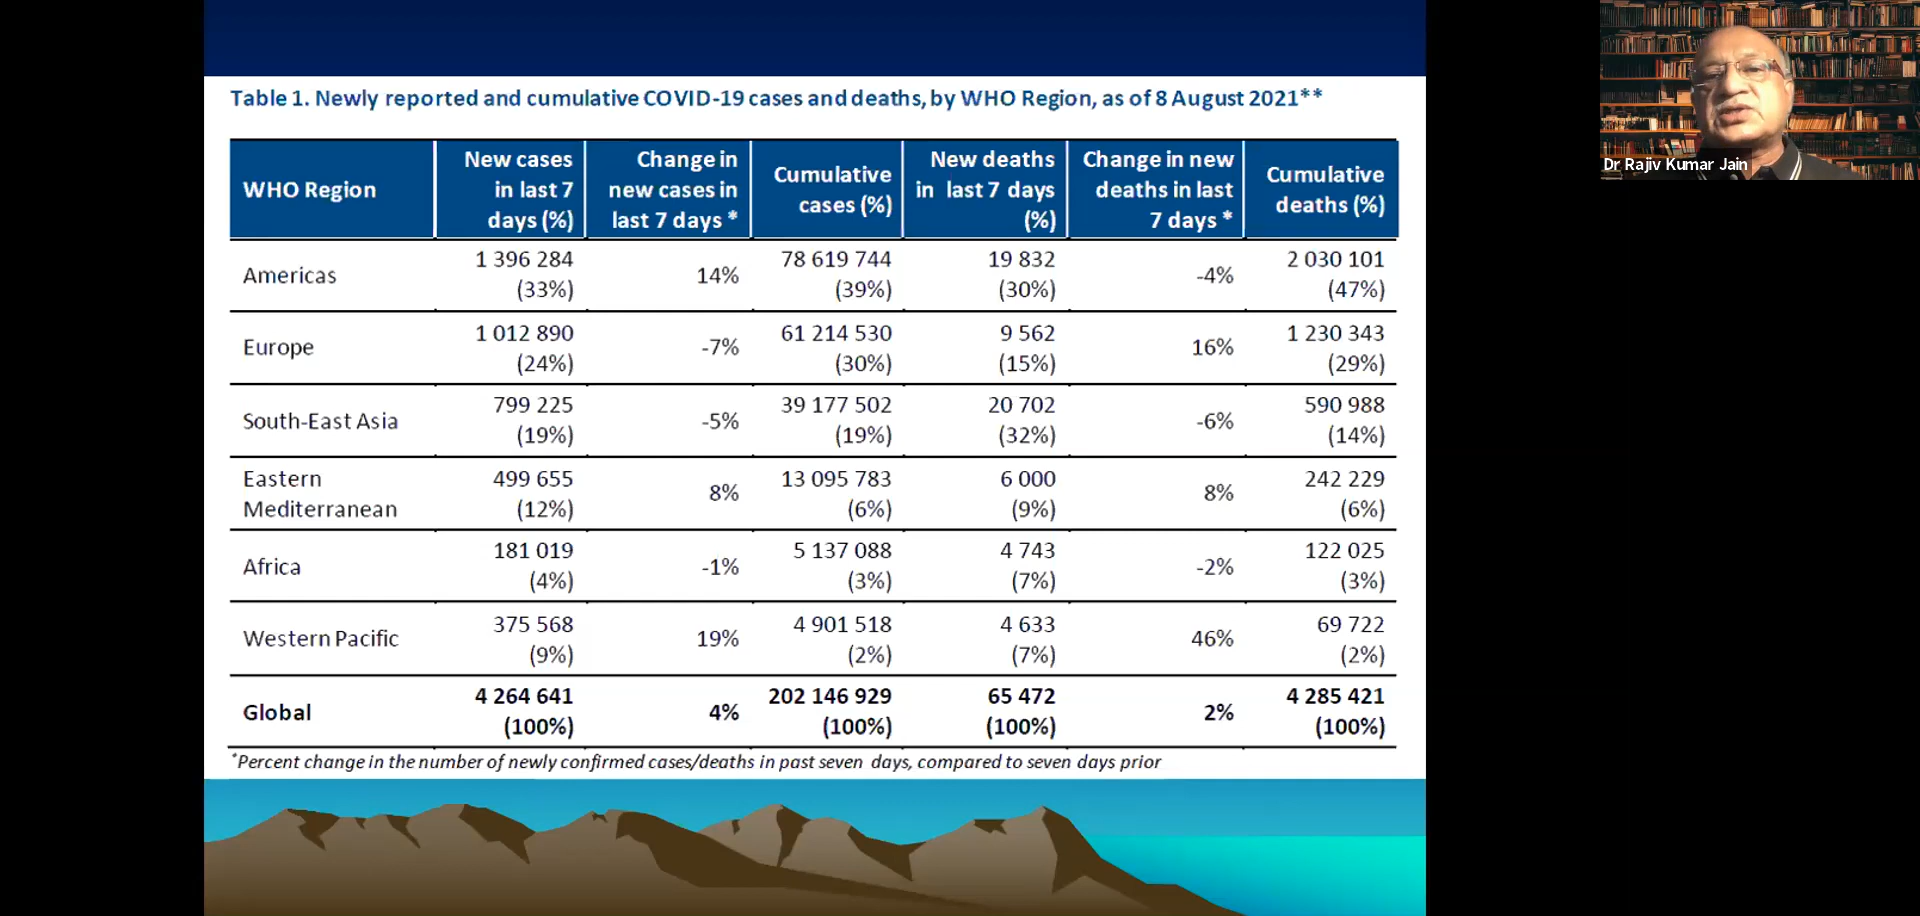 Table 1. Newly reported and cumulative COVID-19 cases and deaths, by WHO Region, as of 8 August 2021**
WHO Region
New cases
in last 7
days (%)
Change in
new cases in
last 7 days *
Cumulative
cases (%)
New deaths
in last 7 days
(%)
Change in new
deaths in last
7 days *
Cumulative
deaths (%)
Americas
1 396 284
(33%)
14%
78 619 744
(39%)
19 832
(30%)
-4%
2 030 101
(47%)
Europe
1 012 890
(24%)
-7%
61 214 530
(30%)
9 562
(15%)
16%
1 230 343
(29%)
South-East Asia
799 225
(19%)
-5%
39 177 502
(19%)
20 702
(32%)
-6%
590 988
(14%)
Eastern
Mediterranean
499 655
(12%)
8%
13 095 783
(6%)
6 000
(9%)
8%
242 229
(6%)
Africa
181 019
(4%)
-1%
5 137 088
(3%)
4 743
(7%)
-2%
122 025
(3%)
Western Pacific
375 568
(9%)
19%
4 901 518
(2%)
4 633
(7%)
46%
69 722
(2%)
Global
4 264 641
(100%)
4%
202 146 929
(100%)
65 472
(100%)
2%
4 285 421
(100%)
*Percent change in the number of newly confirmed cases/deaths in past seven days, compared to seven days prior
Dr Rajiv Kumar Jain